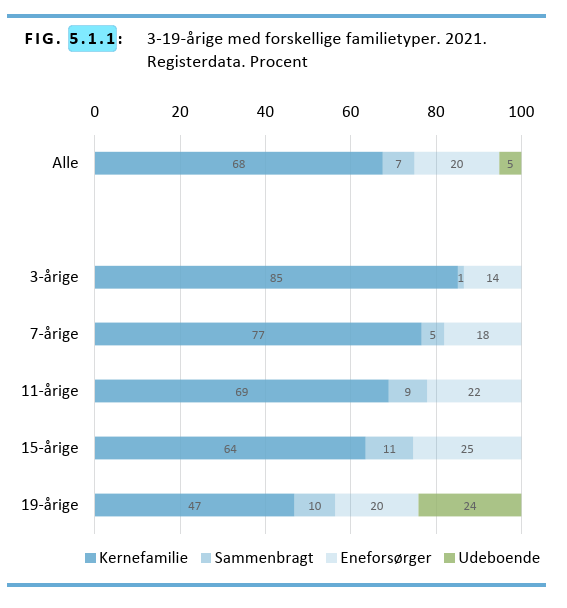 FIG. 5.1.1: 3-19-årige med forskellige familietyper. 2021.
Registerdata. Procent
0 20 40 60 80 100
Alle 68 7 20 5
3-årige 85 1 14
7-årige 77 5 18
11-årige 69 9 22
15-årige 64 11 25
19-årige 47 10 20 24
Kernefamilie Sammenbragt Eneforsørger Udeboende